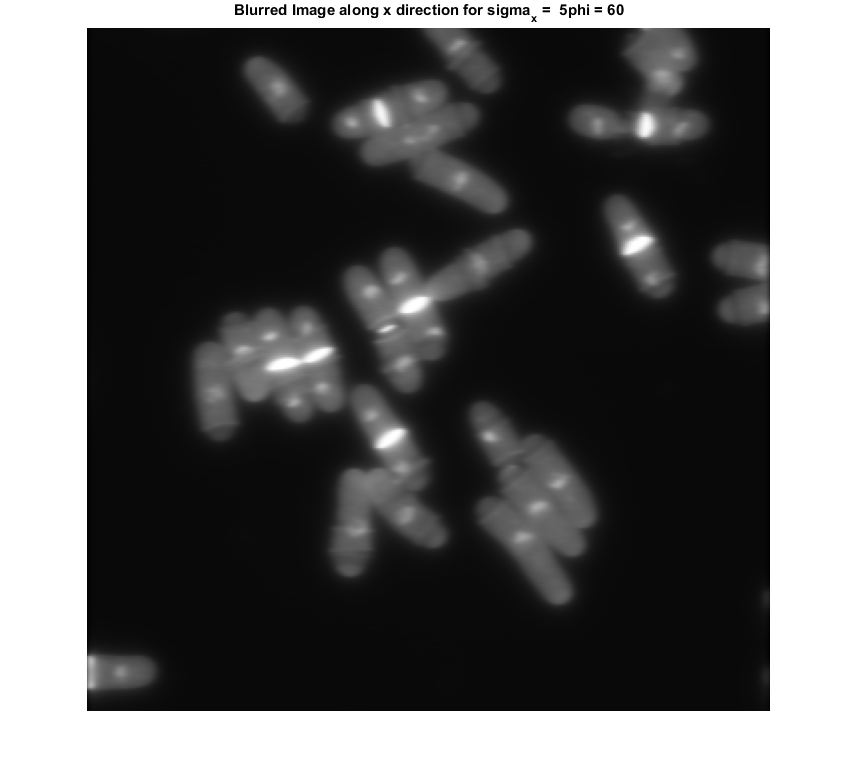 Blurred Image along x direction for sigma_x = 5phi = 60